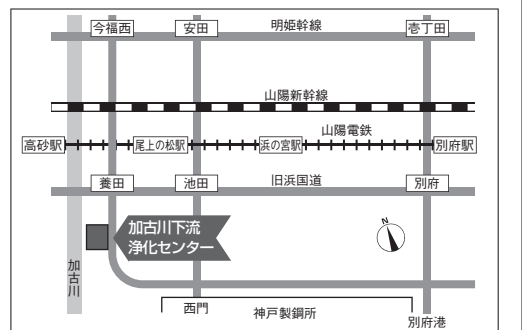 今福西
安田
明姫幹線
壱丁田
山陽新幹線
山陽電鉄
高砂駅
尾上の松駅
浜の宮駅
別府駅
養田
池田
旧浜国道
別府
加古川下流
浄化センター
N
加古川
西門
神戸製鋼所
別府港